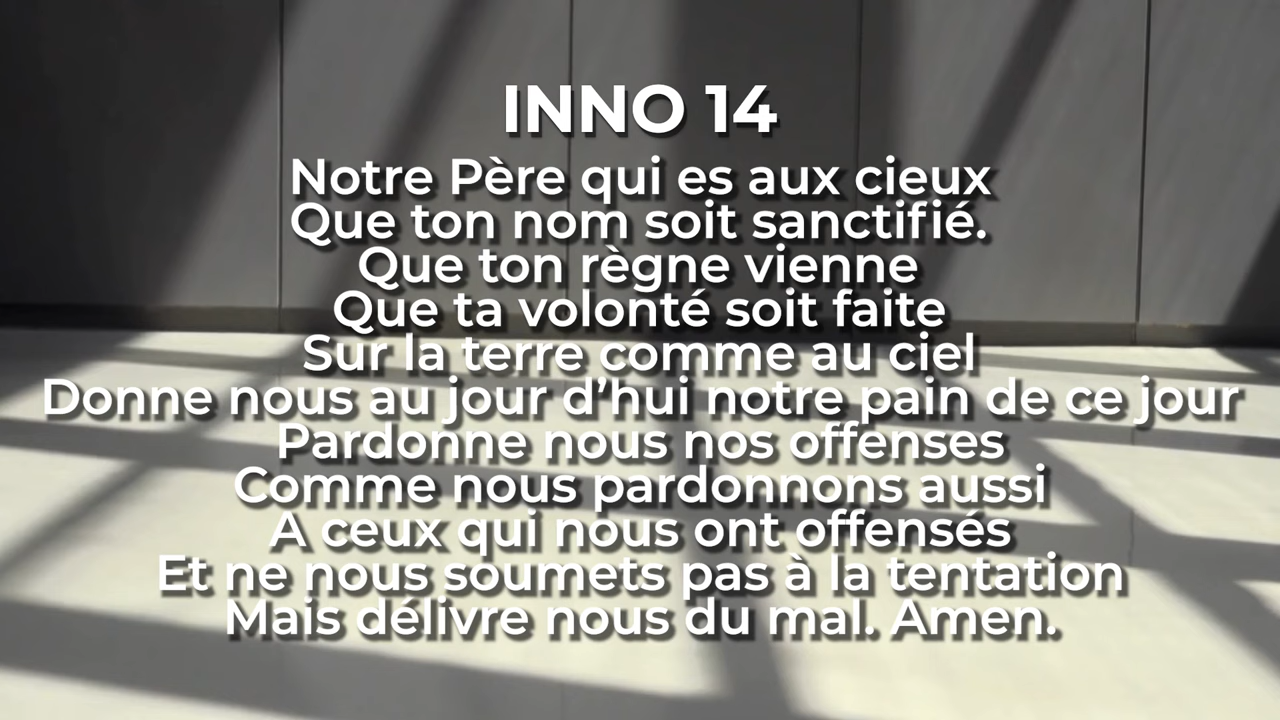 INNO 14
Notre Père qui es aux cieux
Que ton nom soit sanctifié.
Que ton règne vienne
Que ta volonté soit faite
Sur la terre comme au ciel
Donne nous au jour d’hui notre pain de ce jour
Pardonne nous nos offenses
Comme nous pardonnons aussi
A ceux qui nous ont offensés
Et ne nous soumets pas à la tentation
Mais délivre nous du mal. Amen.